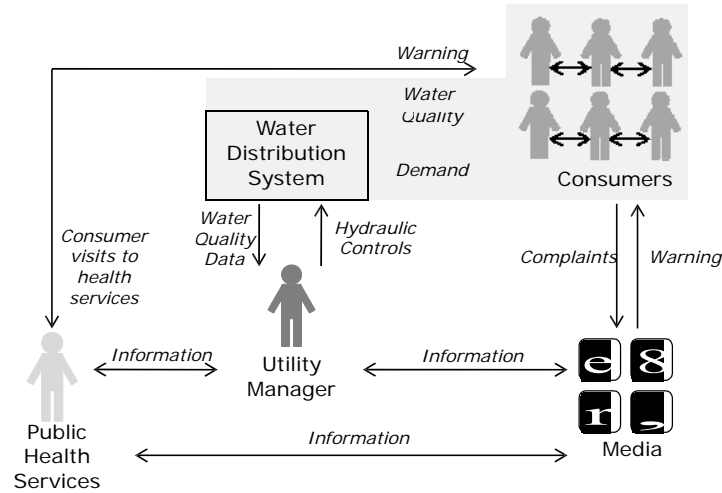 Warning
Water
Quality
Demand
Consumers
Water
Distribution
System
Water
Quality
Data
Hydraulic
Controls
Consumer
visits to
health
services
Complaints
Warning
Information
Utility
Manager
Information
e 8
r ,
Public
Health
Services
Information
Media